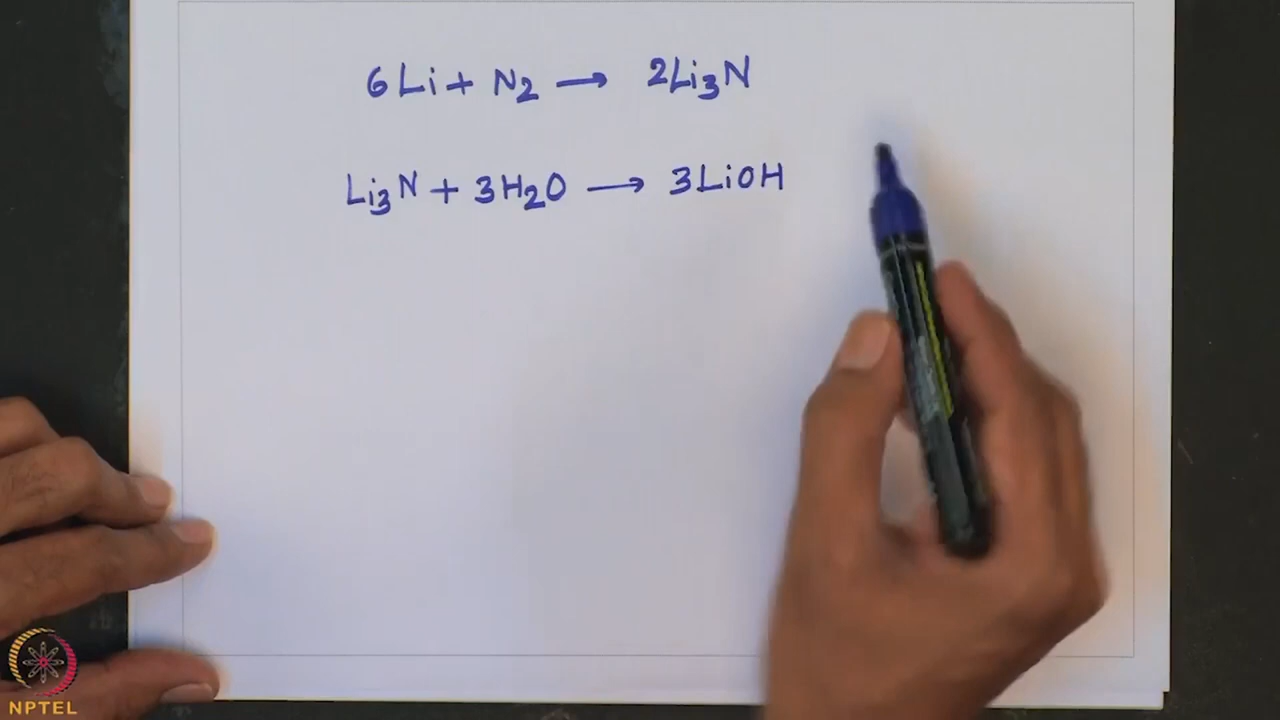 6Li + N₂ → 2Li₃N
Li₃N + 3H₂O → 3LiOH
NPTEL